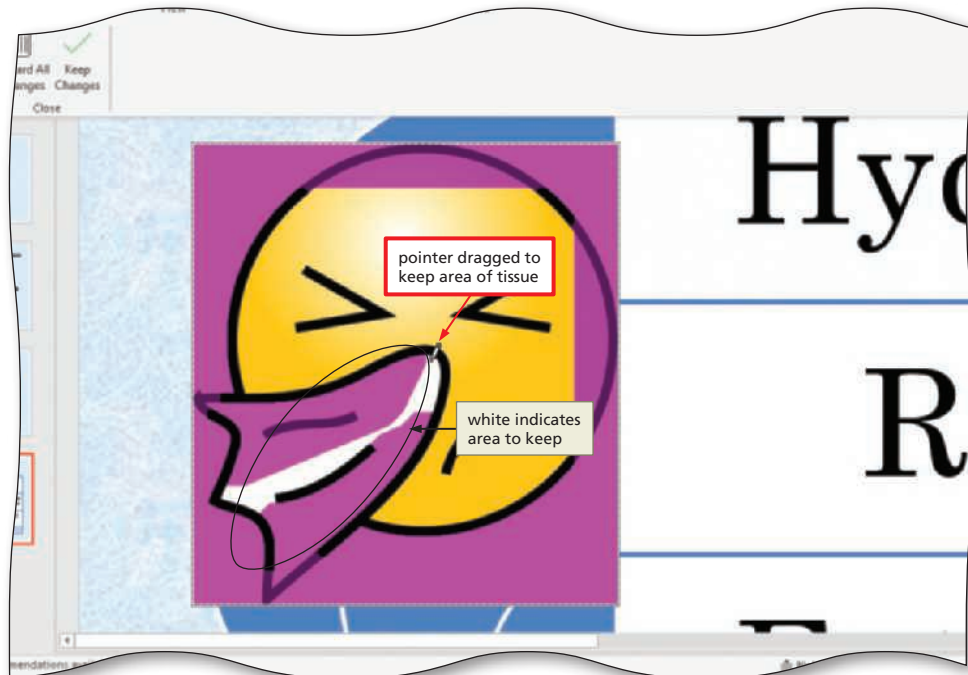 Keep
Changes
Close
Hy
pointer dragged to
keep area of tissue
R
white indicates
area to keep